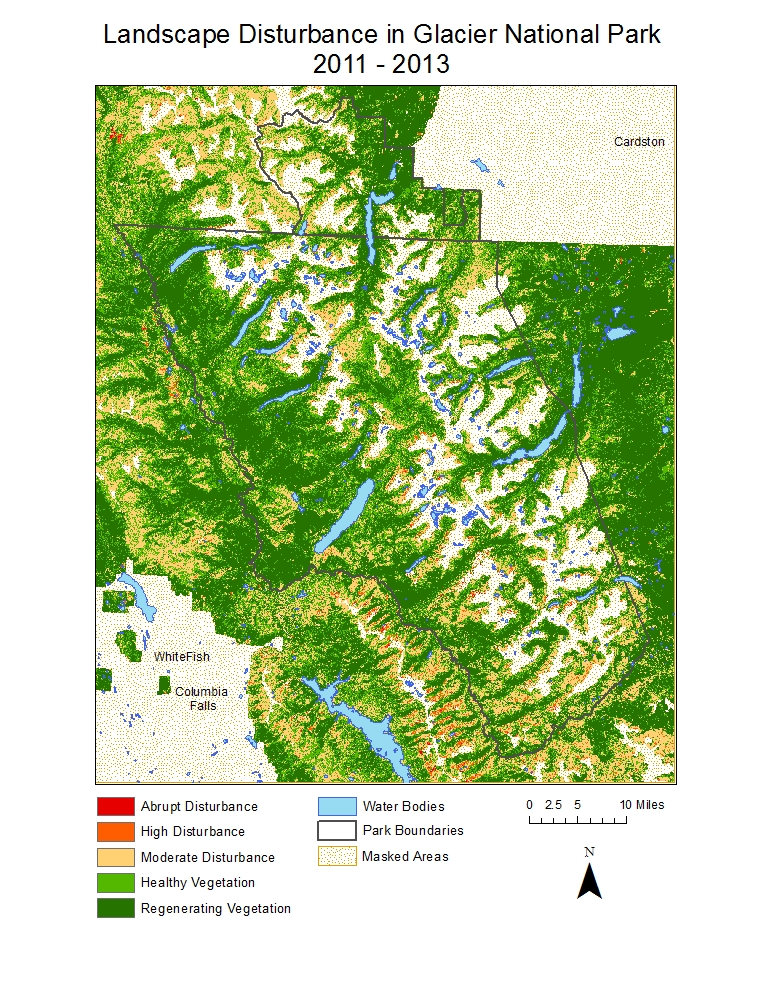 Landscape Disturbance in Glacier National Park
2011 - 2013
Cardston
WhiteFish
Columbia
Falls
Abrupt Disturbance
High Disturbance
Moderate Disturbance
Healthy Vegetation
Regenerating Vegetation
Water Bodies
Park Boundaries
Masked Areas
0 2.5 5 10 Miles
N